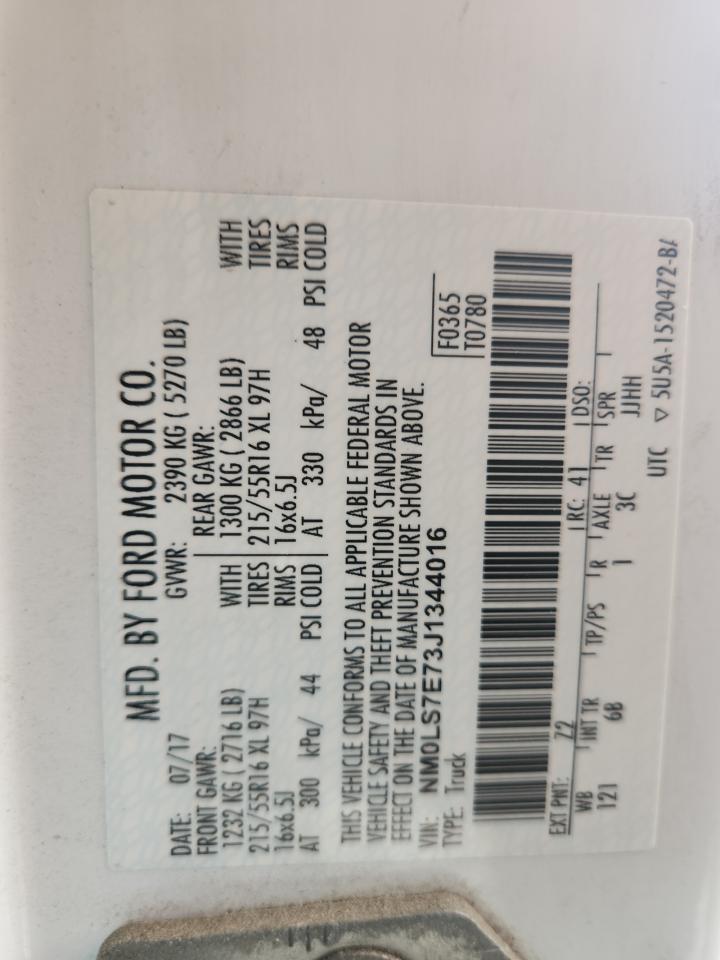 MFD. BY FORD MOTOR CO.
DATE: 07/17 GVWR: 2390 KG ( 5270 LB)
FRONT GAWR: REAR GAWR:
1232 KG (2716 LB) WITH 1300 KG (2866 LB) WITH
215/55R16 XL 97H TIRES 215/55R16 XL 97H TIRES
16x6.5J RIMS 16x6.5J RIMS
AT 300 kPa/ 44 PSI COLD AT 330 kPa/ 48 PSI COLD
THIS VEHICLE CONFORMS TO ALL APPLICABLE FEDERAL MOTOR
VEHICLE SAFETY AND THEFT PREVENTION STANDARDS IN
EFFECT ON THE DATE OF MANUFACTURE SHOWN ABOVE.
VIN: NM0LS7E73J1344016 F0365
TYPE: Truck T0780
EXT PNT: 7Z RC: 41 DSO:
WB INT TR TP/PS R AXLE TR SPR
121 6B 1 3C JJHH
UTC ▽ 5U5A-1520472-BA